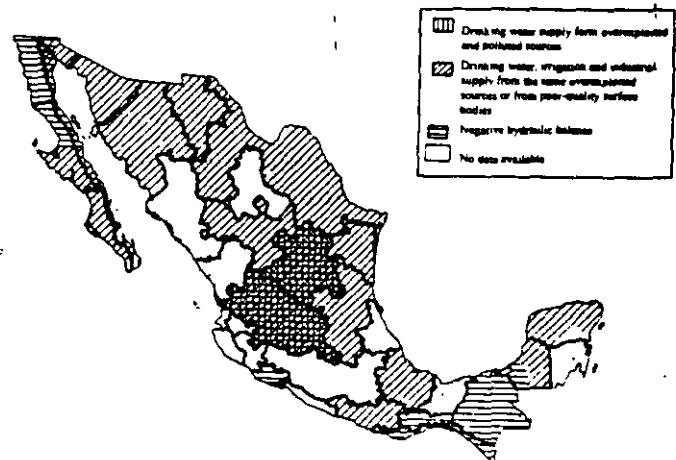 Drinking water supply form overexploited
and polluted sources
Drinking water, irrigation and industrial
supply from the same overexploited
sources or from poor-quality surface
bodies
Negative hydraulic balance
No data available